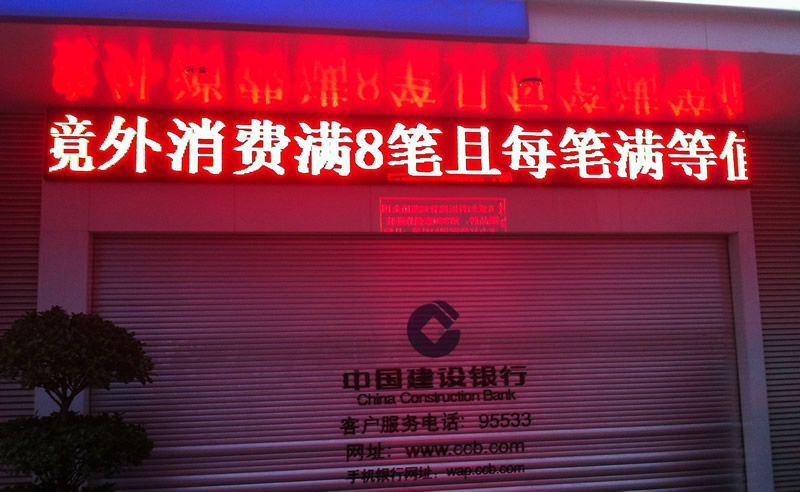 境外消费满8笔且每笔满等值
中国建设银行
China Construction Bank
客户服务电话：95533
网址：www.ccb.com
手机银行网址：wap.ccb.com